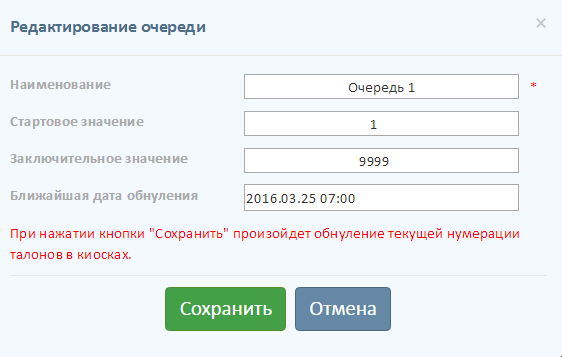 Редактирование очереди ×
Наименование Очередь 1 *
Стартовое значение 1
Заключительное значение 9999
Ближайшая дата обнуления 2016.03.25 07:00
При нажатии кнопки "Сохранить" произойдет обнуление текущей нумерации
талонов в киосках.
Сохранить Отмена